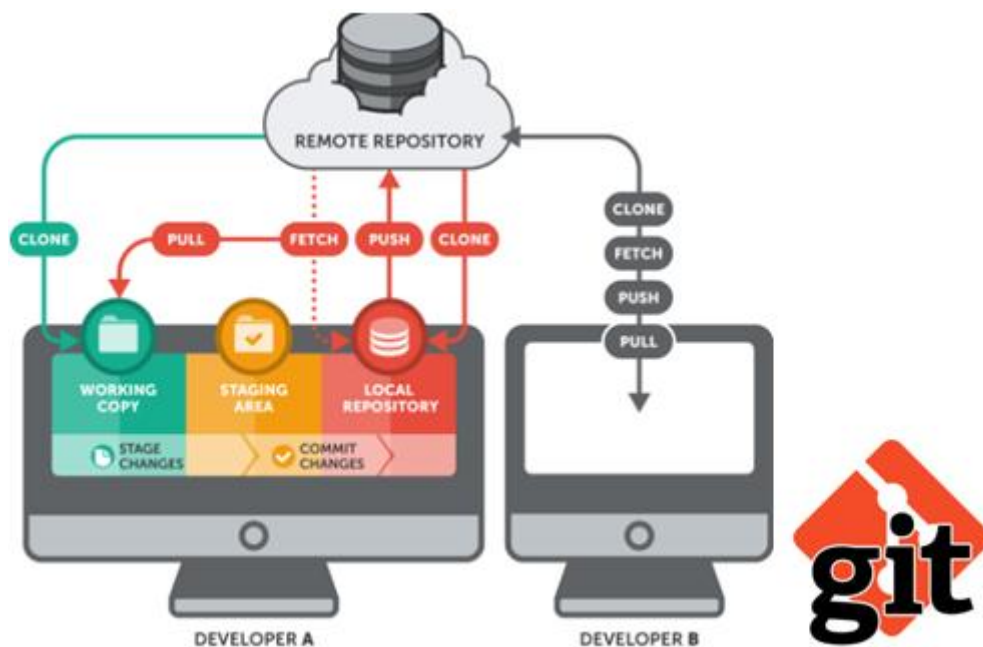 REMOTE REPOSITORY
CLONE
PULL
FETCH
PUSH
CLONE
CLONE
FETCH
PUSH
PULL
WORKING
COPY
STAGING
AREA
LOCAL
REPOSITORY
STAGE
CHANGES
COMMIT
CHANGES
DEVELOPER A
DEVELOPER B
git